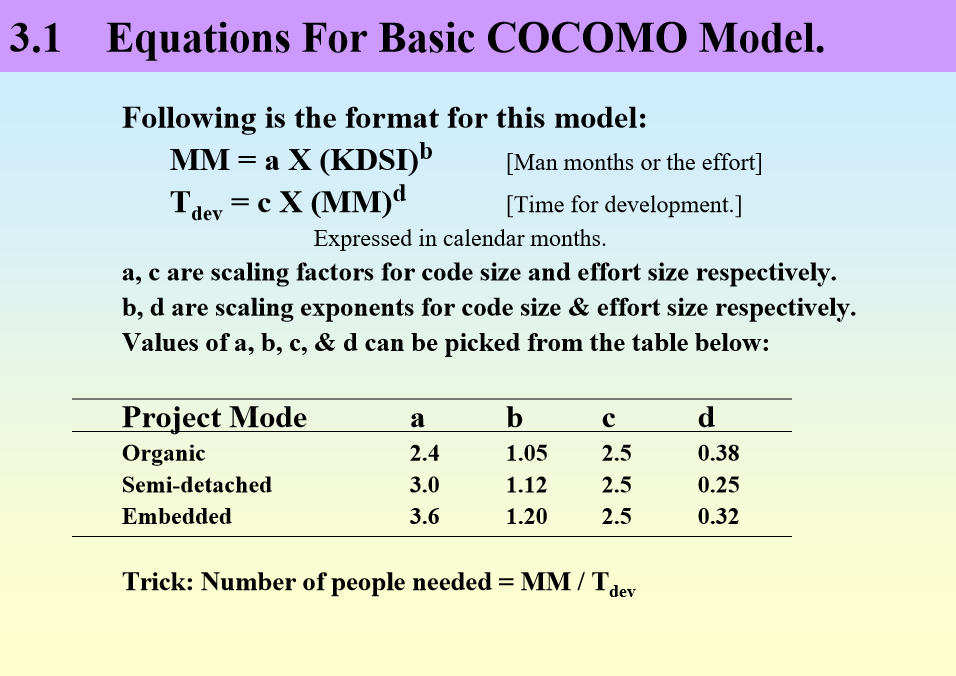 3.1 Equations For Basic COCOMO Model.
Following is the format for this model:
MM = a X (KDSI)^b [Man months or the effort]
T_dev = c X (MM)^d [Time for development.]
Expressed in calendar months.
a, c are scaling factors for code size and effort size respectively.
b, d are scaling exponents for code size & effort size respectively.
Values of a, b, c, & d can be picked from the table below:
Project Mode a b c d
Organic 2.4 1.05 2.5 0.38
Semi-detached 3.0 1.12 2.5 0.25
Embedded 3.6 1.20 2.5 0.32
Trick: Number of people needed = MM / T_dev